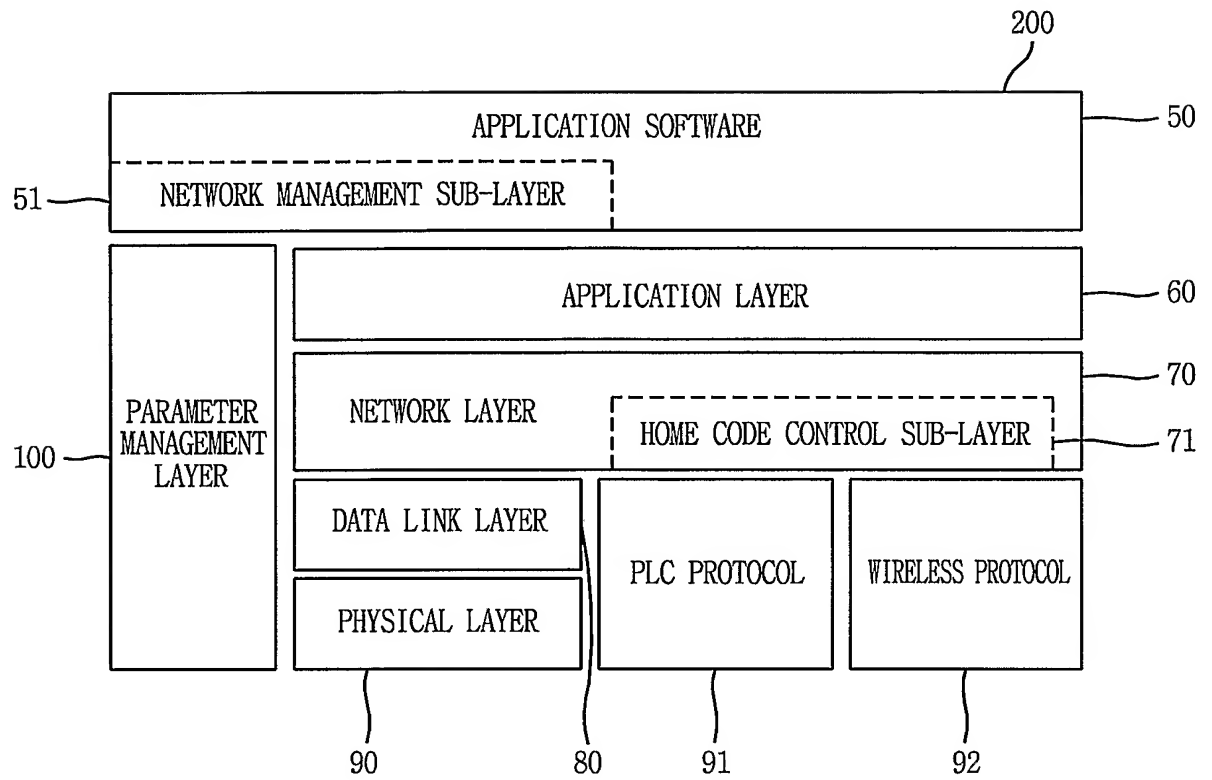 200
APPLICATION SOFTWARE
50
51
NETWORK MANAGEMENT SUB-LAYER
APPLICATION LAYER
60
70
NETWORK LAYER
HOME CODE CONTROL SUB-LAYER
71
PARAMETER
MANAGEMENT
LAYER
100
DATA LINK LAYER
PLC PROTOCOL
WIRELESS PROTOCOL
PHYSICAL LAYER
90
80
91
92